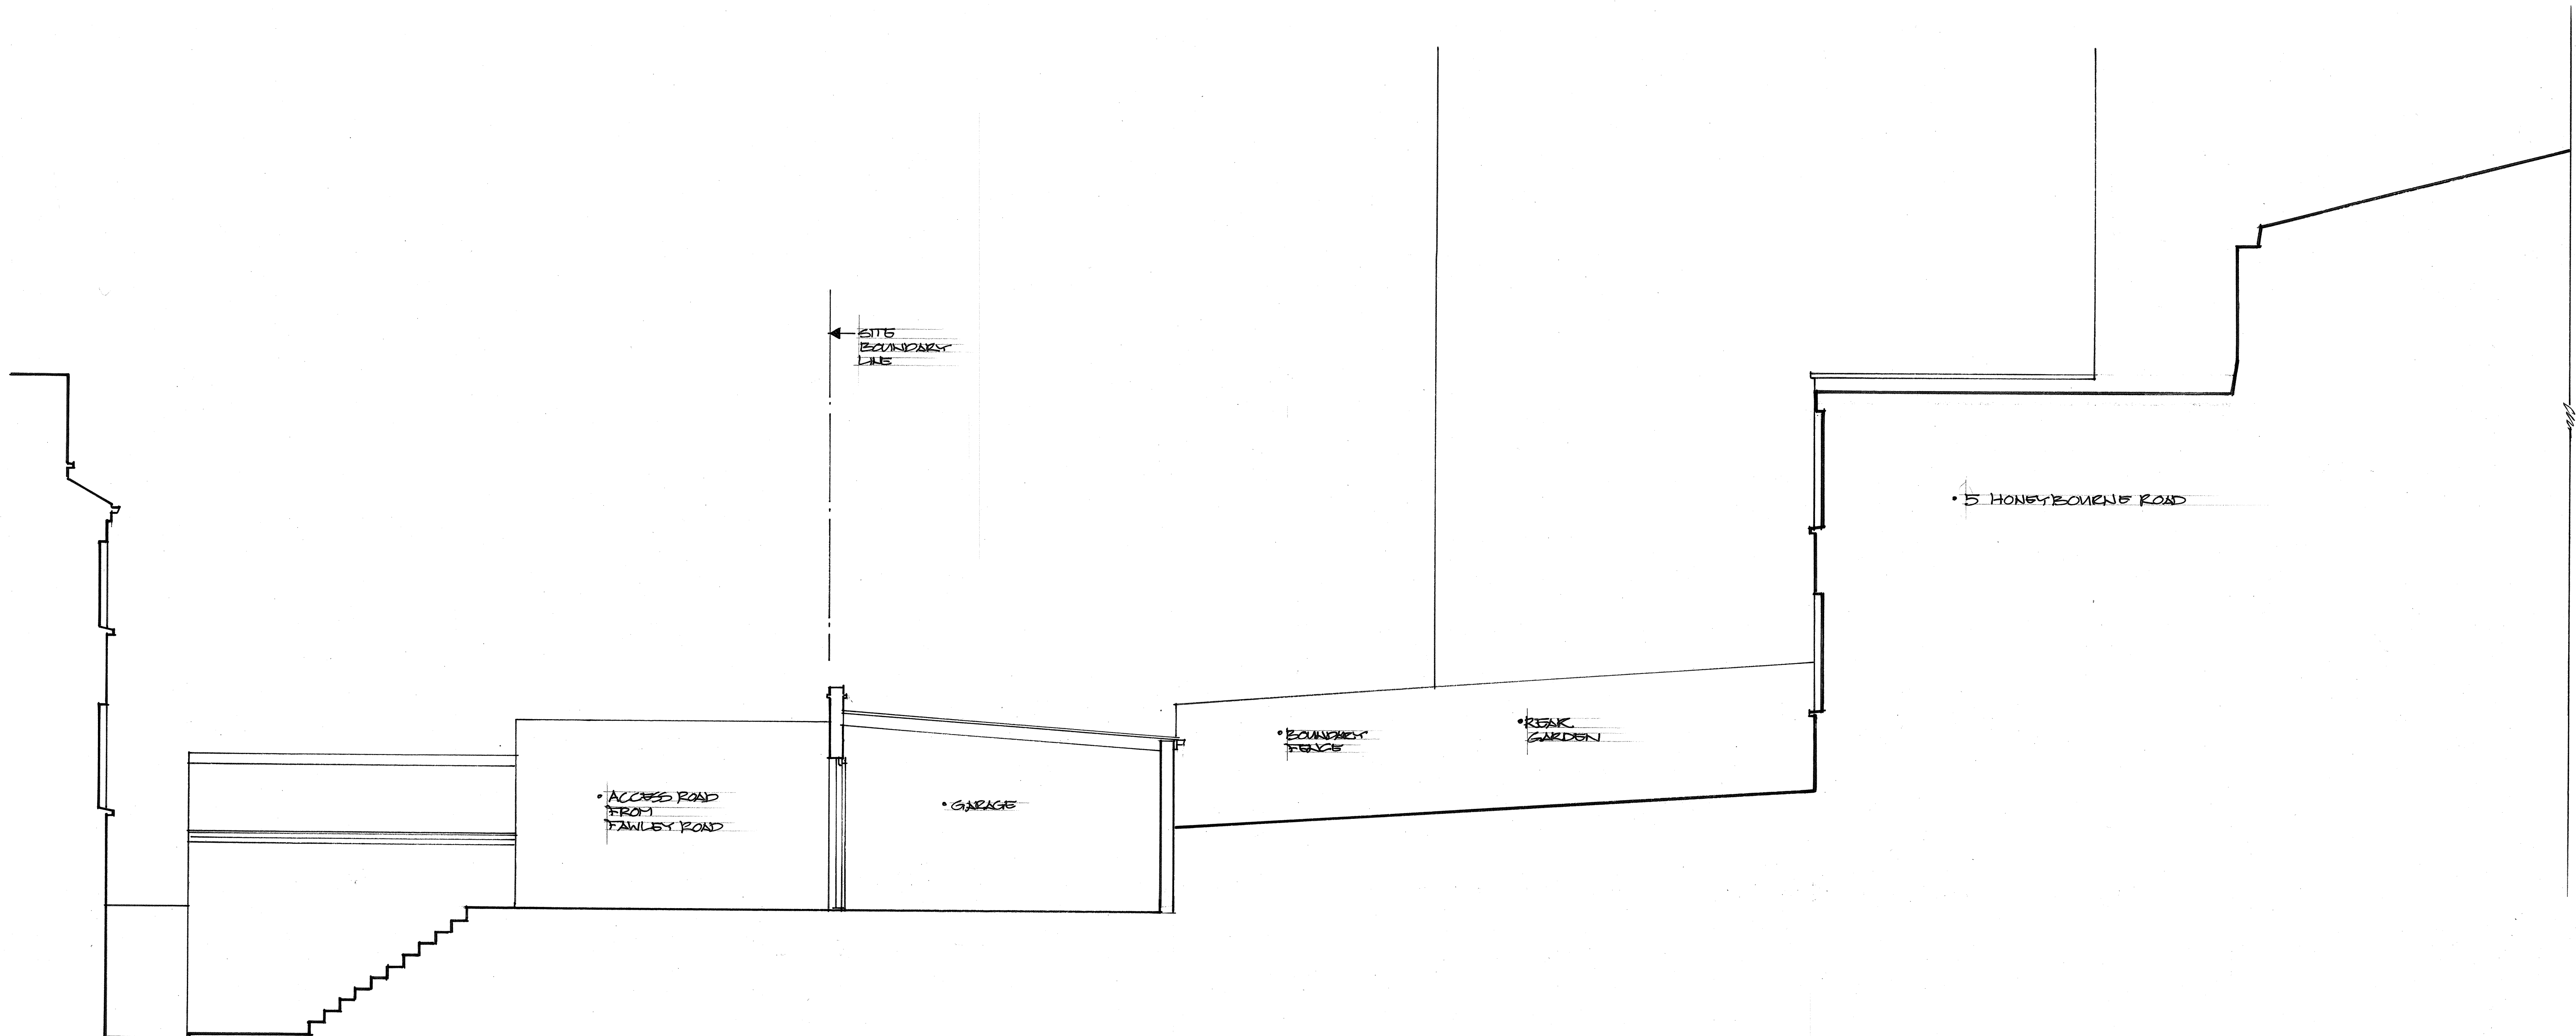 SITE
BOUNDARY
LINE
• 5 HONEYBOURNE ROAD
• REAR
GARDEN
• BOUNDARY
FENCE
• ACCESS ROAD
FROM
FAWLEY ROAD
• GARAGE